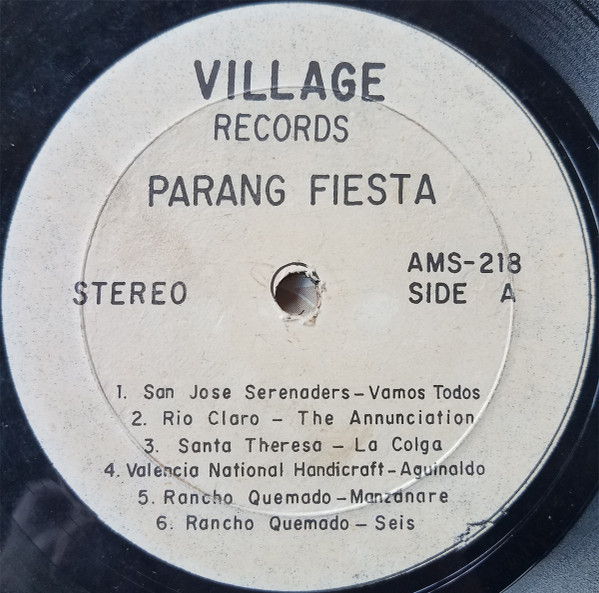 VILLAGE
RECORDS
PARANG FIESTA
AMS-218
STEREO SIDE A
1. San Jose Serenaders – Vamos Todos
2. Rio Claro – The Annunciation
3. Santa Theresa – La Colga
4. Valencia National Handicraft – Aguinaldo
5. Rancho Quemado – Manzanare
6. Rancho Quemado – Seis